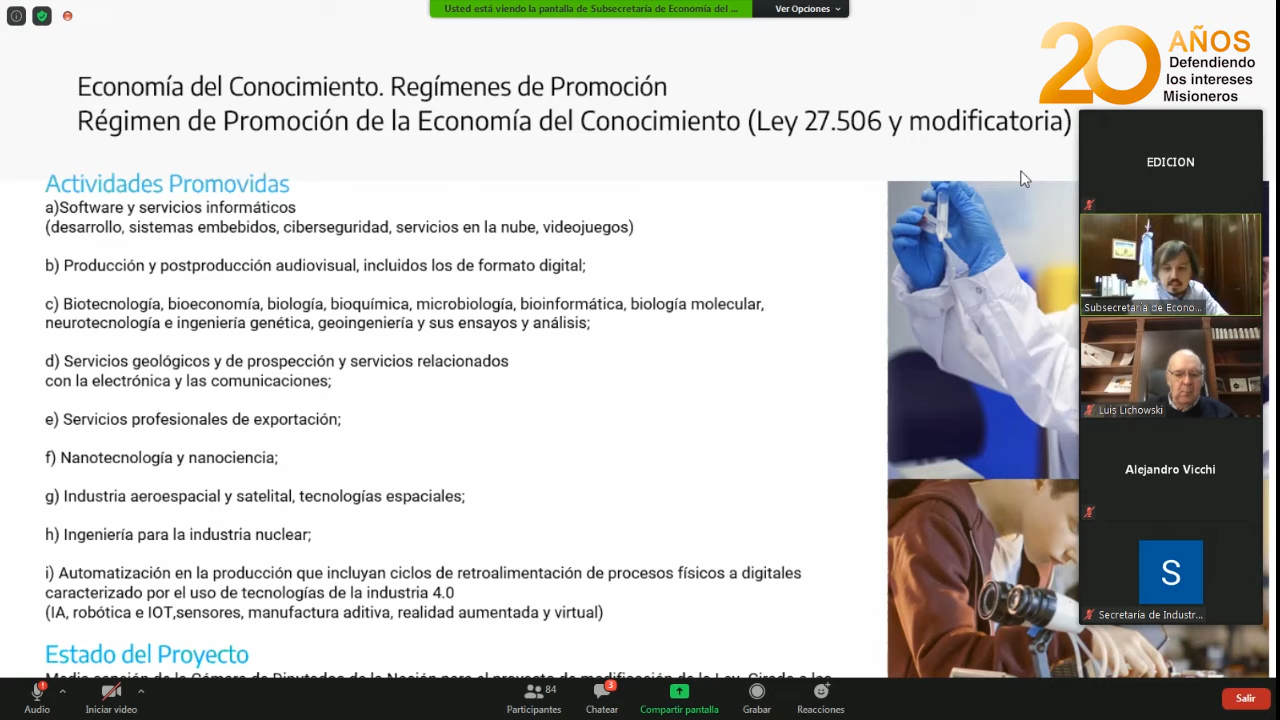 Usted está viendo la pantalla de Subsecretaría de Economía del ...
Ver Opciones
20 AÑOS
Defendiendo
los intereses
Misioneros
Economía del Conocimiento. Regímenes de Promoción
Régimen de Promoción de la Economía del Conocimiento (Ley 27.506 y modificatoria)
Actividades Promovidas
a)Software y servicios informáticos
(desarrollo, sistemas embebidos, ciberseguridad, servicios en la nube, videojuegos)
b) Producción y postproducción audiovisual, incluidos los de formato digital;
c) Biotecnología, bioeconomía, biología, bioquímica, microbiología, bioinformática, biología molecular,
neurotecnología e ingeniería genética, geoingeniería y sus ensayos y análisis;
d) Servicios geológicos y de prospección y servicios relacionados
con la electrónica y las comunicaciones;
e) Servicios profesionales de exportación;
f) Nanotecnología y nanociencia;
g) Industria aeroespacial y satelital, tecnologías espaciales;
h) Ingeniería para la industria nuclear;
i) Automatización en la producción que incluyan ciclos de retroalimentación de procesos físicos a digitales
caracterizado por el uso de tecnologías de la industria 4.0
(IA, robótica e IOT,sensores, manufactura aditiva, realidad aumentada y virtual)
Estado del Proyecto
EDICION
Subsecretaría de Econo...
Luis Lichowski
Alejandro Vicchi
S
Secretaría de Industr...
Audio
Iniciar video
84
Participantes
3
Chatear
Compartir pantalla
Grabar
Reacciones
Salir